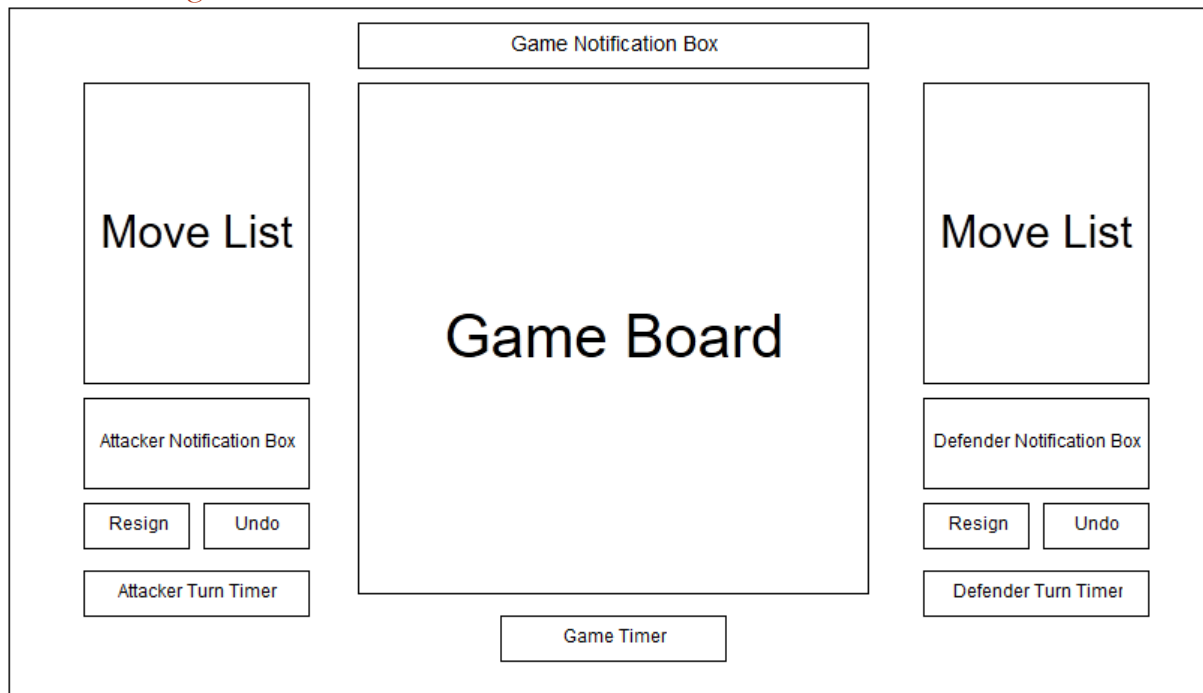 Game Notification Box
Move List
Game Board
Move List
Attacker Notification Box
Defender Notification Box
Resign
Undo
Resign
Undo
Attacker Turn Timer
Defender Turn Timer
Game Timer